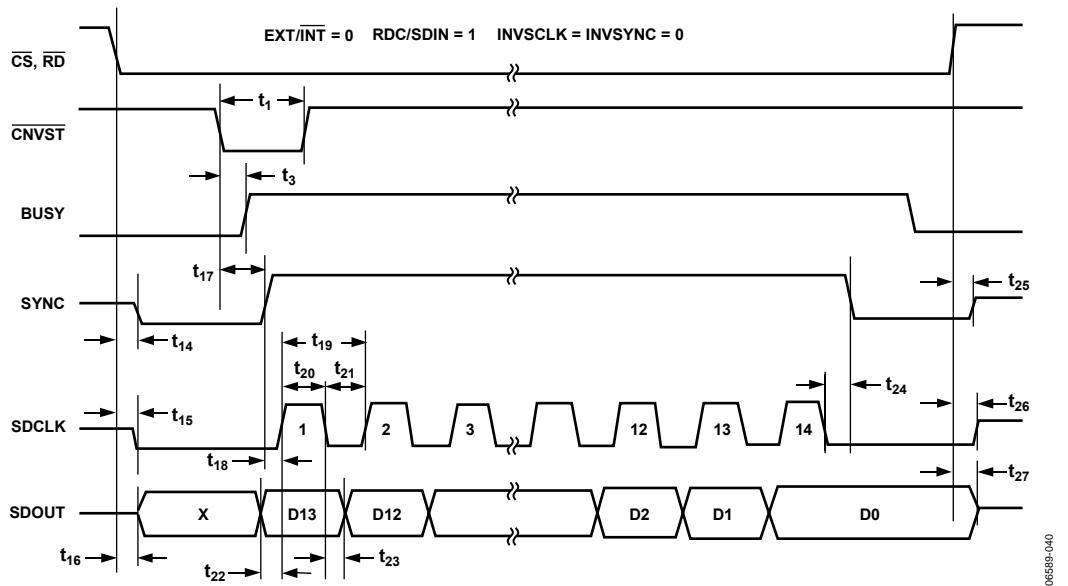 EXT/INT = 0 RDC/SDIN = 1 INVSCLK = INVSYNC = 0
CS, RD
t1
CNVST
t3
BUSY
t17
SYNC
t25
t14
t19
t20 t21
t24
t15
t26
SDCLK
1 2 3 12 13 14
t18
t27
SDOUT
X D13 D12 D2 D1 D0
t16
t22
t23
06589-040